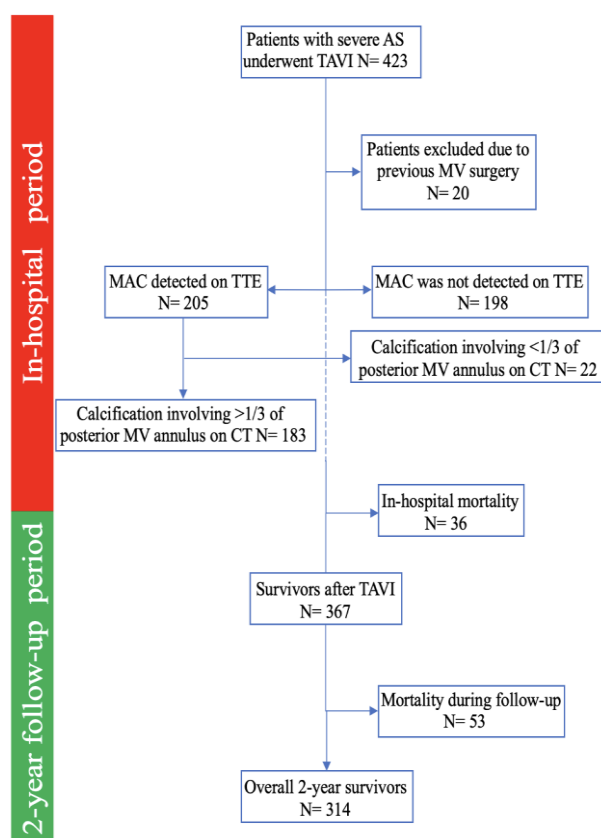 In-hospital period
Patients with severe AS
underwent TAVI N= 423
Patients excluded due to
previous MV surgery
N= 20
MAC detected on TTE
N= 205
MAC was not detected on TTE
N= 198
Calcification involving <1/3 of
posterior MV annulus on CT N= 22
Calcification involving >1/3 of
posterior MV annulus on CT N= 183
In-hospital mortality
N= 36
2-year follow-up period
Survivors after TAVI
N= 367
Mortality during follow-up
N= 53
Overall 2-year survivors
N= 314